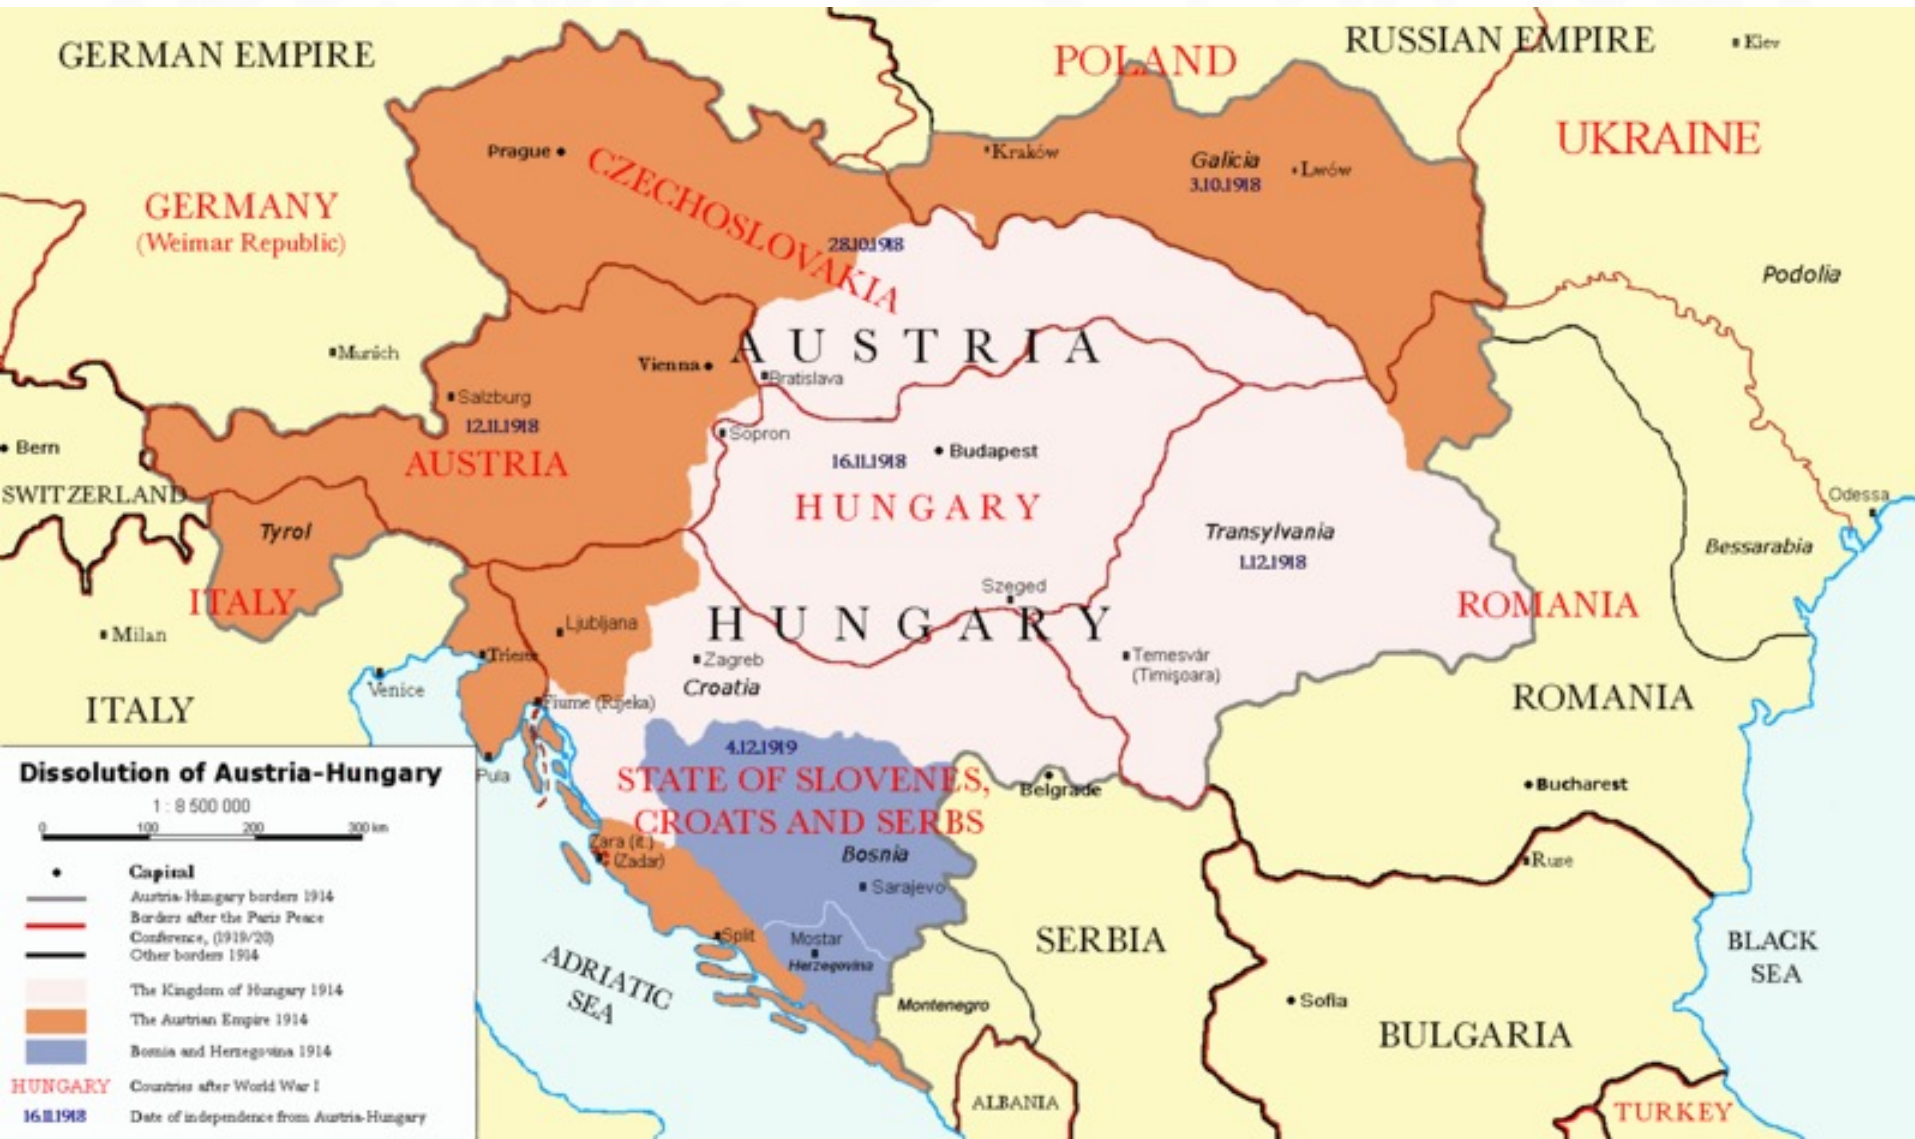 GERMAN EMPIRE
POLAND
RUSSIAN EMPIRE
Kiev
UKRAINE
Prague
CZECHOSLOVAKIA
Kraków
Galicia
3.10.1918
Lwów
GERMANY
(Weimar Republic)
28.10.1918
Podolia
Munich
Vienna
AUSTRIA
Bratislava
Salzburg
12.11.1918
AUSTRIA
Sopron
Budapest
16.11.1918
HUNGARY
Bern
SWITZERLAND
Tyrol
ITALY
Transylvania
1.12.1918
Odessa
Bessarabia
Szeged
ROMANIA
HUNGARY
Ljubljana
Milan
Trieste
Zagreb
Croatia
Temesvár
(Timişoara)
Venice
Fiume (Rijeka)
ITALY
ROMANIA
4.12.1919
STATE OF SLOVENES,
CROATS AND SERBS
Pula
Belgrade
Bucharest
Zara (it.)
(Zadar)
Bosnia
Sarajevo
Ruse
Split
Mostar
Herzegovina
SERBIA
BLACK
SEA
ADRIATIC
SEA
Montenegro
Sofia
BULGARIA
ALBANIA
TURKEY
Dissolution of Austria-Hungary
1 : 8 500 000
0 100 200 300 km
Capital
Austria-Hungary borders 1914
Borders after the Paris Peace
Conference, (1919/20)
Other borders 1914
The Kingdom of Hungary 1914
The Austrian Empire 1914
Bosnia and Herzegovina 1914
HUNGARY Countries after World War I
16.11.1918 Date of independence from Austria-Hungary